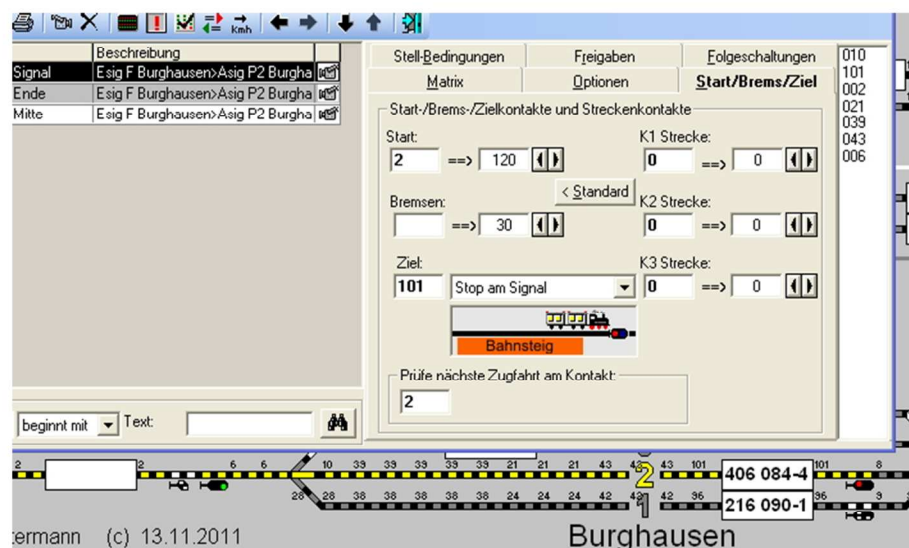 kmh
Beschreibung
Signal Esig F Burghausen>Asig P2 Burgha
Ende Esig F Burghausen>Asig P2 Burgha
Mitte Esig F Burghausen>Asig P2 Burgha
beginnt mit Text:
Stell-Bedingungen Freigaben Folgeschaltungen
Matrix Optionen Start/Brems/Ziel
Start-/Brems-/Zielkontakte und Streckenkontakte
Start: K1 Strecke:
2 ==> 120 0 ==> 0
< Standard
Bremsen: K2 Strecke:
==> 30 0 ==> 0
Ziel: K3 Strecke:
101 Stop am Signal 0 ==> 0
Bahnsteig
Prüfe nächste Zugfahrt am Kontakt:
2
010
101
002
021
039
043
006
2 2 6 6 10 39 39 39 39 21 21 21 43 43 2 43 101 406 084-4 101 8
28 28 38 38 38 38 24 24 24 42 42 1 42 96 216 090-1 96 9
termann (c) 13.11.2011 Burghausen